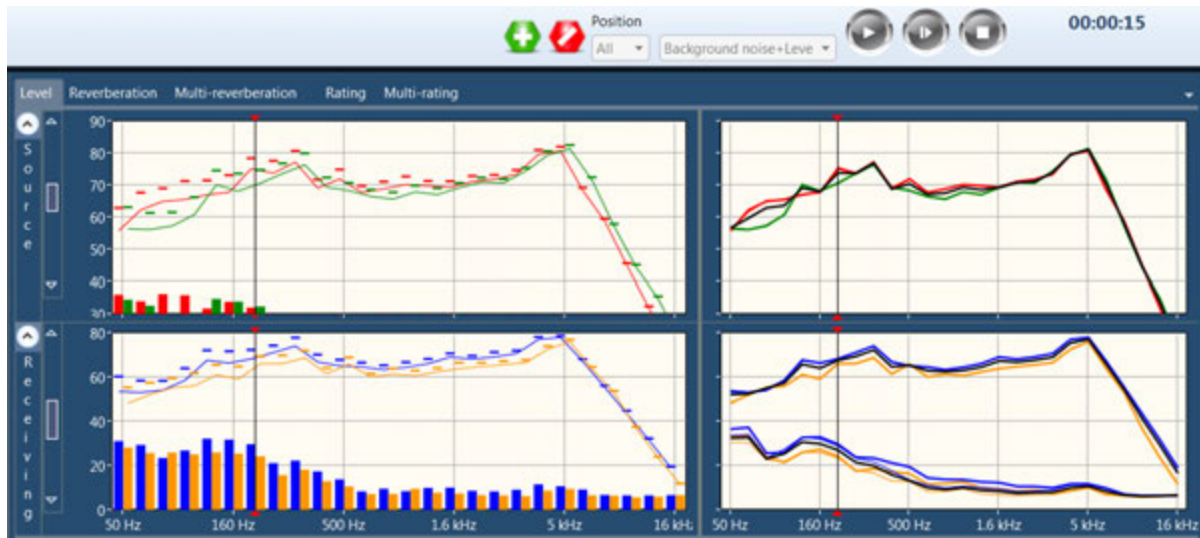 Position
All
Background noise+Leve
00:00:15
Level Reverberation Multi-reverberation Rating Multi-rating
Source
90
80
70
60
50
40
30
Receiving
80
60
40
20
0
50 Hz 160 Hz 500 Hz 1.6 kHz 5 kHz 16 kHz
50 Hz 160 Hz 500 Hz 1.6 kHz 5 kHz 16 kHz